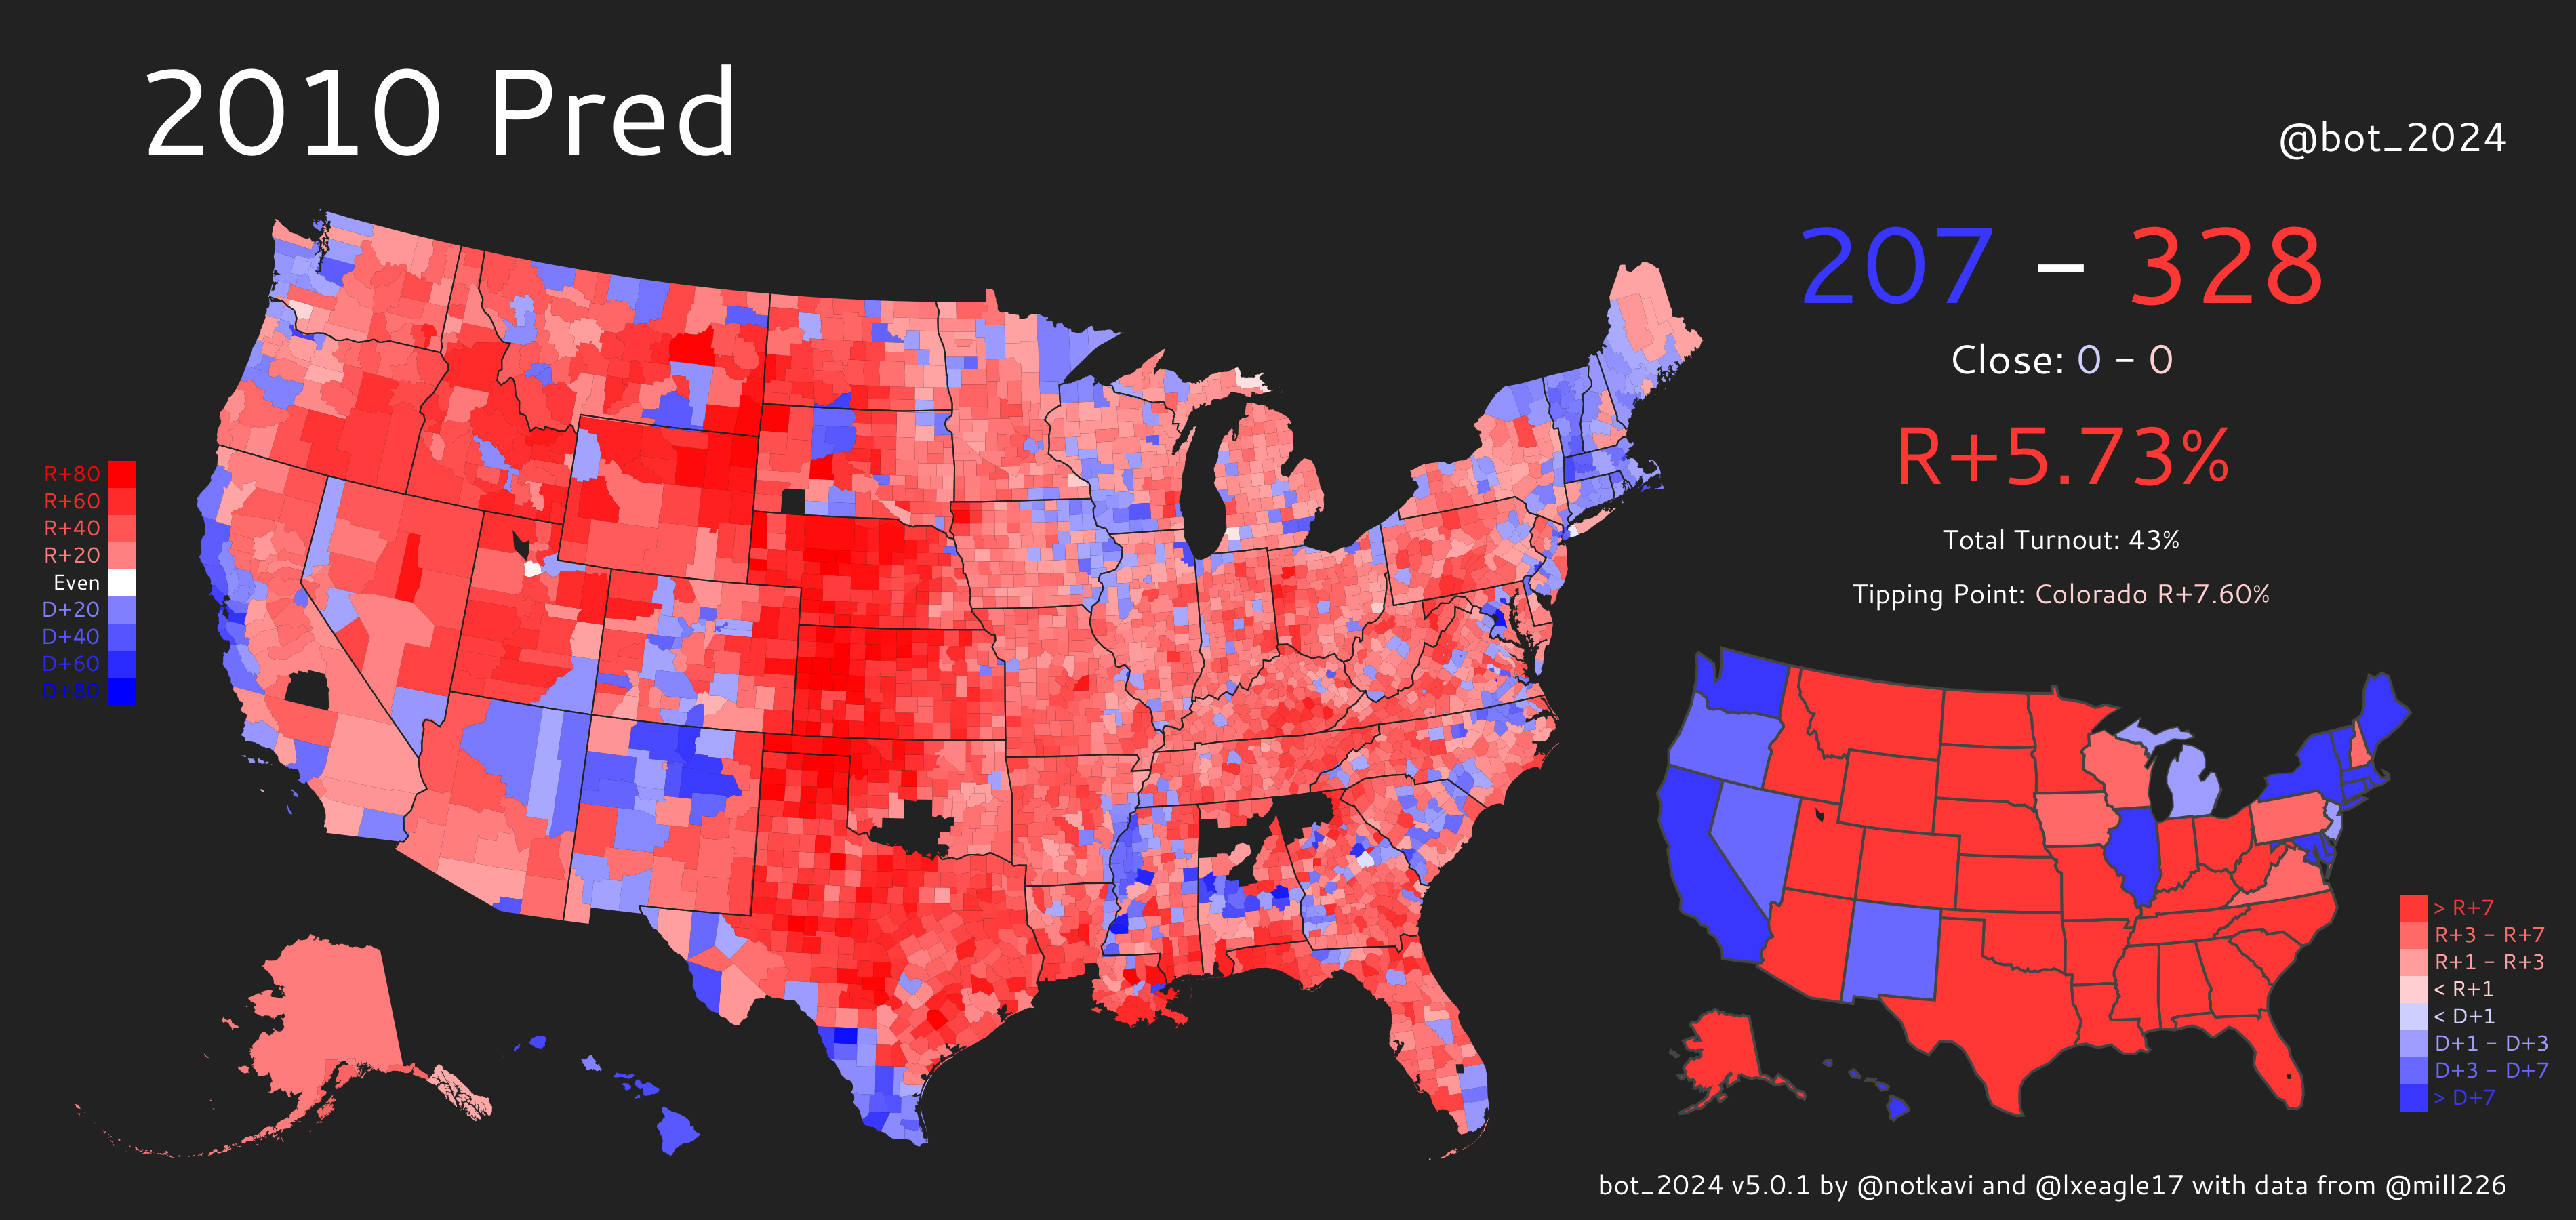 2010 Pred
@bot_2024
207 – 328
Close: 0 – 0
R+5.73%
Total Turnout: 43%
Tipping Point: Colorado R+7.60%
R+80
R+60
R+40
R+20
Even
D+20
D+40
D+60
D+80
> R+7
R+3 – R+7
R+1 – R+3
< R+1
< D+1
D+1 – D+3
D+3 – D+7
> D+7
bot_2024 v5.0.1 by @notkavi and @lxeagle17 with data from @mill226